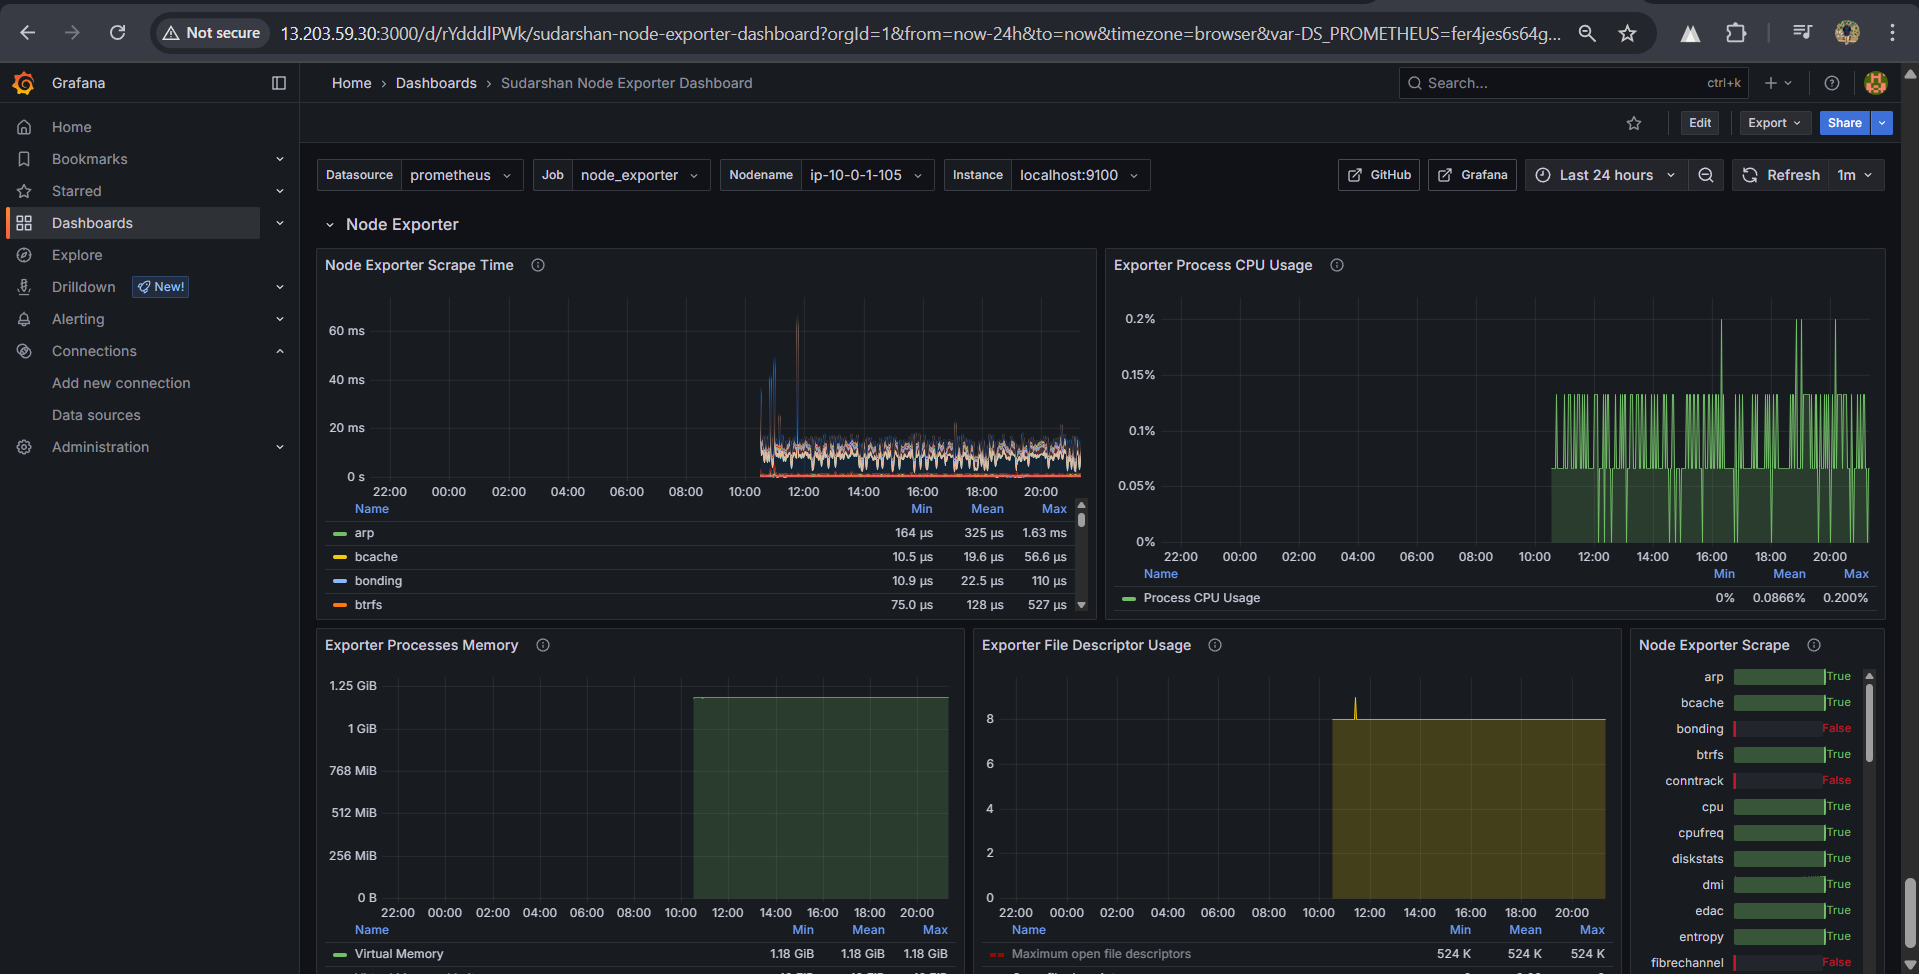 Not secure
13.203.59.30:3000/d/rYdddlPWk/sudarshan-node-exporter-dashboard?orgId=1&from=now-24h&to=now&timezone=browser&var-DS_PROMETHEUS=fer4jes6s64g...
Grafana
Home › Dashboards › Sudarshan Node Exporter Dashboard
Search... ctrl+k
Edit Export Share
Home
Bookmarks
Starred
Dashboards
Explore
Drilldown New!
Alerting
Connections
Add new connection
Data sources
Administration
Datasource prometheus Job node_exporter Nodename ip-10-0-1-105 Instance localhost:9100
GitHub Grafana Last 24 hours Refresh 1m
Node Exporter
Node Exporter Scrape Time
60 ms
40 ms
20 ms
0 s
22:00 00:00 02:00 04:00 06:00 08:00 10:00 12:00 14:00 16:00 18:00 20:00
Name Min Mean Max
arp 164 µs 325 µs 1.63 ms
bcache 10.5 µs 19.6 µs 56.6 µs
bonding 10.9 µs 22.5 µs 110 µs
btrfs 75.0 µs 128 µs 527 µs
Exporter Process CPU Usage
0.2%
0.15%
0.1%
0.05%
0%
22:00 00:00 02:00 04:00 06:00 08:00 10:00 12:00 14:00 16:00 18:00 20:00
Name Min Mean Max
Process CPU Usage 0% 0.0866% 0.200%
Exporter Processes Memory
1.25 GiB
1 GiB
768 MiB
512 MiB
256 MiB
0 B
22:00 00:00 02:00 04:00 06:00 08:00 10:00 12:00 14:00 16:00 18:00 20:00
Name Min Mean Max
Virtual Memory 1.18 GiB 1.18 GiB 1.18 GiB
Exporter File Descriptor Usage
8
6
4
2
0
22:00 00:00 02:00 04:00 06:00 08:00 10:00 12:00 14:00 16:00 18:00 20:00
Name Min Mean Max
Maximum open file descriptors 524 K 524 K 524 K
Node Exporter Scrape
arp True
bcache True
bonding False
btrfs True
conntrack False
cpu True
cpufreq True
diskstats True
dmi True
edac True
entropy True
fibrechannel False